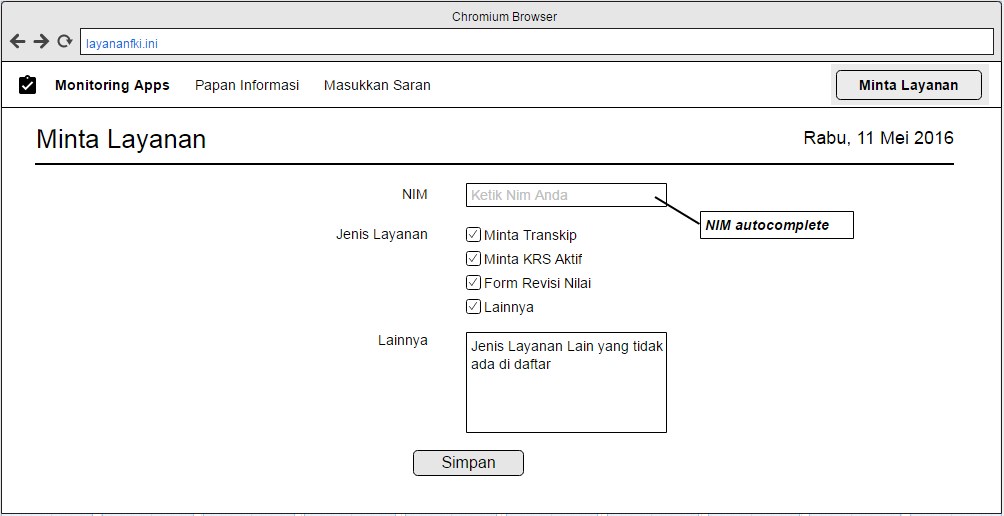 Chromium Browser
layananfki.ini
Monitoring Apps Papan Informasi Masukkan Saran Minta Layanan
Minta Layanan Rabu, 11 Mei 2016
NIM Ketik Nim Anda
NIM autocomplete
Jenis Layanan Minta Transkip
Minta KRS Aktif
Form Revisi Nilai
Lainnya
Lainnya Jenis Layanan Lain yang tidak
ada di daftar
Simpan